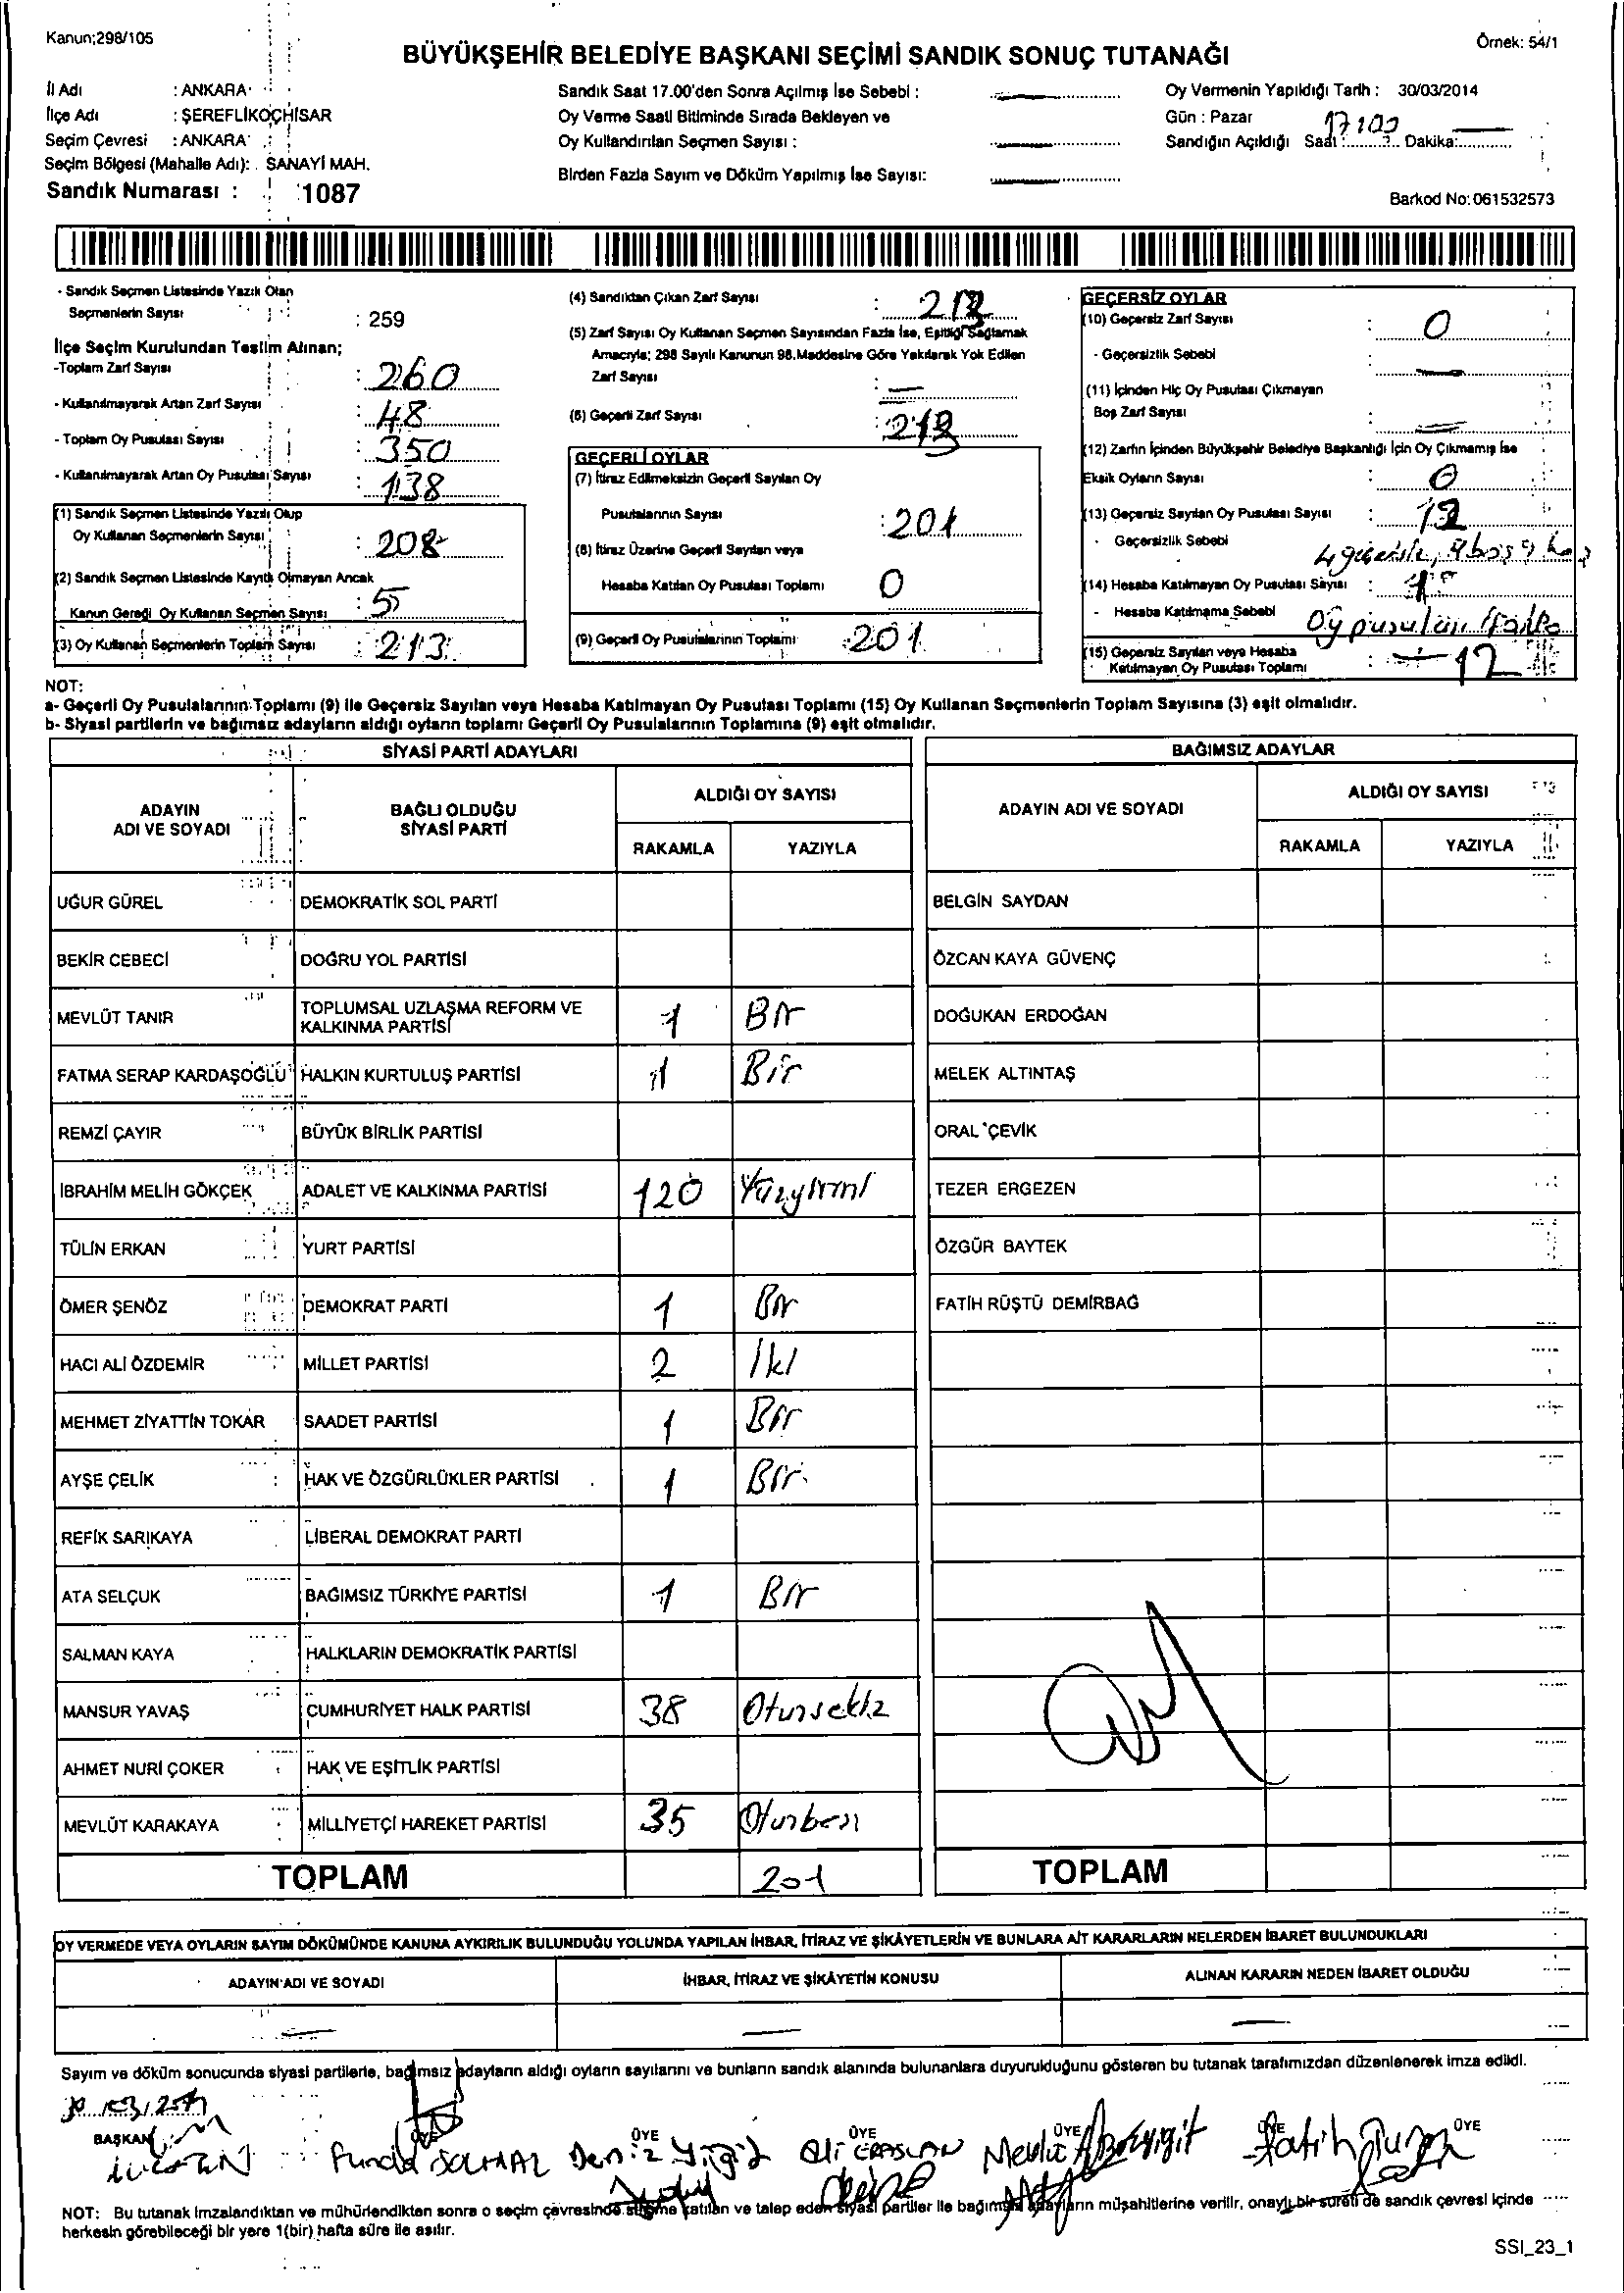 Kanun;298/105
Örnek: 54/1
BÜYÜKŞEHİR BELEDİYE BAŞKANI SEÇİMİ SANDIK SONUÇ TUTANAĞI
İl Adı : ANKARA
İlçe Adı : ŞEREFLİKOÇHİSAR
Seçim Çevresi : ANKARA
Seçim Bölgesi (Mahalle Adı): SANAYİ MAH.
Sandık Numarası : 1087
Sandık Saat 17.00'den Sonra Açılmış İse Sebebi :
Oy Verme Saati Bitiminde Sırada Bekleyen ve
Oy Kullandırılan Seçmen Sayısı :
Birden Fazla Sayım ve Döküm Yapılmış İse Sayısı:
Oy Vermenin Yapıldığı Tarih : 30/03/2014
Gün : Pazar
Sandığın Açıldığı Saat : 17:00 Dakika:
Barkod No: 061532573
- Sandık Seçmen Listesinde Yazılı Olan
Seçmenlerin Sayısı : 259
İlçe Seçim Kurulundan Teslim Alınan;
-Toplam Zarf Sayısı : 260
- Kullanılmayarak Artan Zarf Sayısı : 48
- Toplam Oy Pusulası Sayısı : 350
- Kullanılmayarak Artan Oy Pusulası Sayısı : 138
(1) Sandık Seçmen Listesinde Yazılı Olup
Oy Kullanan Seçmenlerin Sayısı : 208
(2) Sandık Seçmen Listesinde Kayıtlı Olmayan Ancak
Kanun Gereği Oy Kullanan Seçmen Sayısı : 5
(3) Oy Kullanan Seçmenlerin Toplam Sayısı : 213
(4) Sandıktan Çıkan Zarf Sayısı :
(5) Zarf Sayısı Oy Kullanan Seçmen Sayısından Fazla İse, Eşitliği Sağlamak
Amacıyla; 298 Sayılı Kanunun 98.Maddesine Göre Yakılarak Yok Edilen
Zarf Sayısı : —
(6) Geçerli Zarf Sayısı :
GEÇERLİ OYLAR
(7) İtiraz Edilmeksizin Geçerli Sayılan Oy
Pusulalarının Sayısı : 201
(8) İtiraz Üzerine Geçerli Sayılan veya
Hesaba Katılan Oy Pusulası Toplamı 0
(9) Geçerli Oy Pusulalarının Toplamı : 201
GEÇERSİZ OYLAR
(10) Geçersiz Zarf Sayısı : 0
- Geçersizlik Sebebi : —
(11) İçinden Hiç Oy Pusulası Çıkmayan
Boş Zarf Sayısı : —
(12) Zarfın İçinden Büyükşehir Belediye Başkanlığı İçin Oy Çıkmamış İse
Eksik Oyların Sayısı : 0
(13) Geçersiz Sayılan Oy Pusulası Sayısı :
- Geçersizlik Sebebi
(14) Hesaba Katılmayan Oy Pusulası Sayısı :
- Hesaba Katılmama Sebebi
(15) Geçersiz Sayılan veya Hesaba
Katılmayan Oy Pusulası Toplamı : 12
NOT:
a- Geçerli Oy Pusulalarının Toplamı (9) ile Geçersiz Sayılan veya Hesaba Katılmayan Oy Pusulası Toplamı (15) Oy Kullanan Seçmenlerin Toplam Sayısına (3) eşit olmalıdır.
b- Siyasi partilerin ve bağımsız adayların aldığı oyların toplamı Geçerli Oy Pusulalarının Toplamına (9) eşit olmalıdır.
SİYASİ PARTİ ADAYLARI
ADAYIN ADI VE SOYADI
BAĞLI OLDUĞU SİYASİ PARTİ
ALDIĞI OY SAYISI
RAKAMLA YAZIYLA
UĞUR GÜREL DEMOKRATİK SOL PARTİ
BEKİR CEBECİ DOĞRU YOL PARTİSİ
MEVLÜT TANIR TOPLUMSAL UZLAŞMA REFORM VE KALKINMA PARTİSİ 1 Bir
FATMA SERAP KARDAŞOĞLU HALKIN KURTULUŞ PARTİSİ 1 Bir
REMZİ ÇAYIR BÜYÜK BİRLİK PARTİSİ
İBRAHİM MELİH GÖKÇEK ADALET VE KALKINMA PARTİSİ 120 Yüzyirmi
TÜLİN ERKAN YURT PARTİSİ
ÖMER ŞENÖZ DEMOKRAT PARTİ 1 Bir
HACI ALİ ÖZDEMİR MİLLET PARTİSİ 2 İki
MEHMET ZİYATTİN TOKAR SAADET PARTİSİ 1 Bir
AYŞE ÇELİK HAK VE ÖZGÜRLÜKLER PARTİSİ 1 Bir
REFİK SARIKAYA LİBERAL DEMOKRAT PARTİ
ATA SELÇUK BAĞIMSIZ TÜRKİYE PARTİSİ 1 Bir
SALMAN KAYA HALKLARIN DEMOKRATİK PARTİSİ
MANSUR YAVAŞ CUMHURİYET HALK PARTİSİ 38 Otuzsekiz
AHMET NURİ ÇOKER HAK VE EŞİTLİK PARTİSİ
MEVLÜT KARAKAYA MİLLİYETÇİ HAREKET PARTİSİ 35 Otuzbeş
TOPLAM 201
BAĞIMSIZ ADAYLAR
ADAYIN ADI VE SOYADI
ALDIĞI OY SAYISI
RAKAMLA YAZIYLA
BELGİN SAYDAN
ÖZCAN KAYA GÜVENÇ
DOĞUKAN ERDOĞAN
MELEK ALTINTAŞ
ORAL ÇEVİK
TEZER ERGEZEN
ÖZGÜR BAYTEK
FATİH RÜŞTÜ DEMİRBAĞ
TOPLAM
OY VERMEDE VEYA OYLARIN SAYIM DÖKÜMÜNDE KANUNA AYKIRILIK BULUNDUĞU YOLUNDA YAPILAN İHBAR, İTİRAZ VE ŞİKÂYETLERİN VE BUNLARA AİT KARARLARIN NELERDEN İBARET BULUNDUKLARI
ADAYIN ADI VE SOYADI İHBAR, İTİRAZ VE ŞİKÂYETİN KONUSU ALINAN KARARIN NEDEN İBARET OLDUĞU
— — —
Sayım ve döküm sonucunda siyasi partilerle, bağımsız adayların aldığı oyların sayılarını ve bunların sandık alanında bulunanlara duyurulduğunu gösteren bu tutanak tarafımızdan düzenlenerek imza edildi.
BAŞKAN ÜYE ÜYE ÜYE ÜYE ÜYE
Deniz Yiğit Ali ERASLAN Fatih
NOT: Bu tutanak imzalandıktan ve mühürlendikten sonra o seçim çevresinde seçime katılan ve talep eden siyasi partiler ile bağımsız adayların müşahitlerine verilir, onaylı bir sureti de sandık çevresi içinde
herkesin görebileceği bir yere 1(bir) hafta süre ile asılır.
SSI_23_1